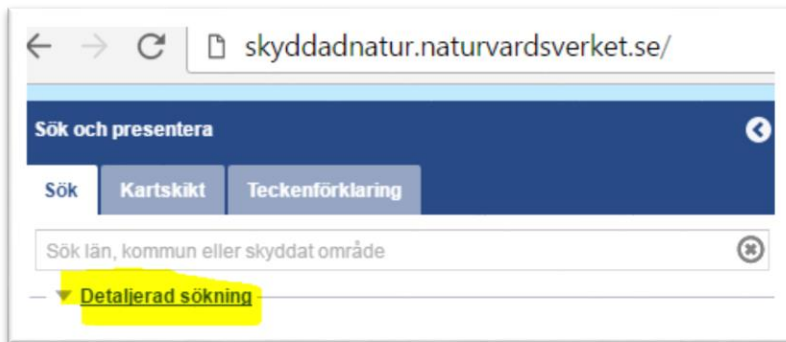 skyddadnatur.naturvardsverket.se/
Sök och presentera
Sök Kartskikt Teckenförklaring
Sök län, kommun eller skyddat område
Detaljerad sökning